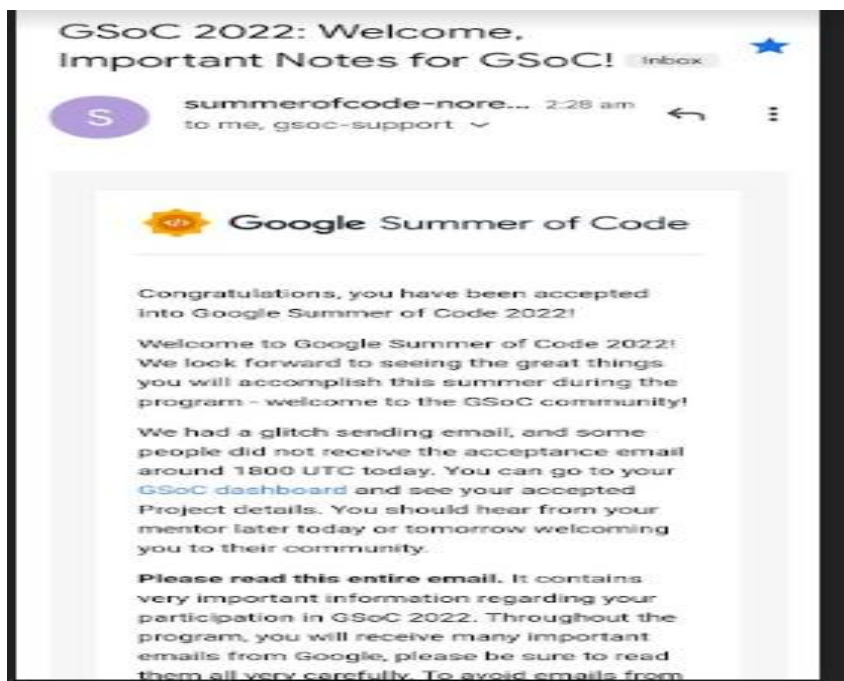 GSoC 2022: Welcome,
Important Notes for GSoC! Inbox
S
summerofcode-nore... 2:28 am
to me, gsoc-support
Google Summer of Code
Congratulations, you have been accepted
into Google Summer of Code 2022!
Welcome to Google Summer of Code 2022!
We look forward to seeing the great things
you will accomplish this summer during the
program - welcome to the GSoC community!
We had a glitch sending email, and some
people did not receive the acceptance email
around 1800 UTC today. You can go to your
GSoC dashboard and see your accepted
Project details. You should hear from your
mentor later today or tomorrow welcoming
you to their community.
Please read this entire email. It contains
very important information regarding your
participation in GSoC 2022. Throughout the
program, you will receive many important
emails from Google, please be sure to read
them all very carefully. To avoid emails from